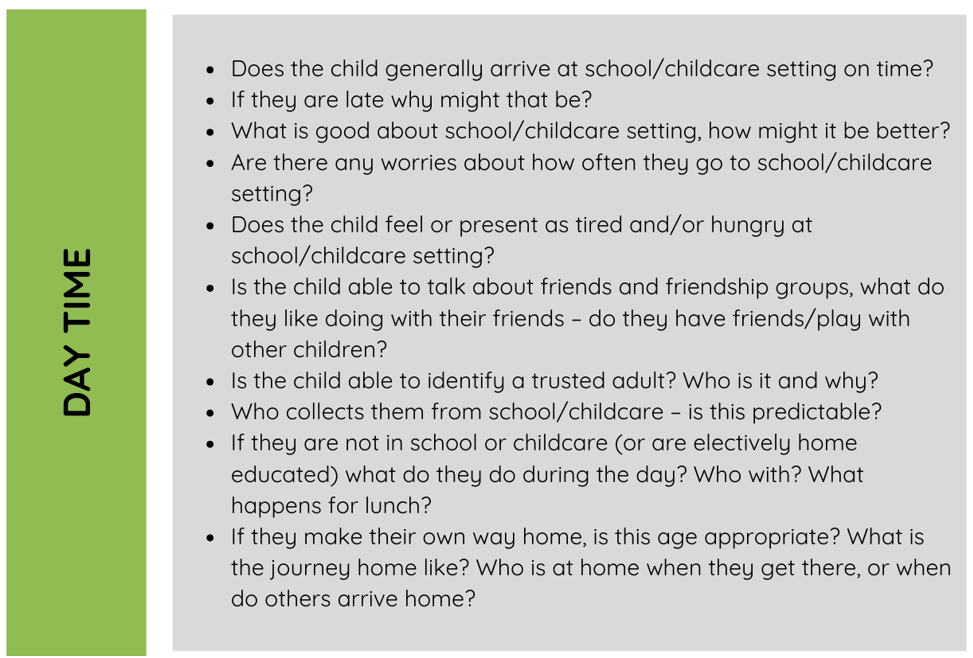 DAY TIME
• Does the child generally arrive at school/childcare setting on time?
• If they are late why might that be?
• What is good about school/childcare setting, how might it be better?
• Are there any worries about how often they go to school/childcare
setting?
• Does the child feel or present as tired and/or hungry at
school/childcare setting?
• Is the child able to talk about friends and friendship groups, what do
they like doing with their friends – do they have friends/play with
other children?
• Is the child able to identify a trusted adult? Who is it and why?
• Who collects them from school/childcare – is this predictable?
• If they are not in school or childcare (or are electively home
educated) what do they do during the day? Who with? What
happens for lunch?
• If they make their own way home, is this age appropriate? What is
the journey home like? Who is at home when they get there, or when
do others arrive home?